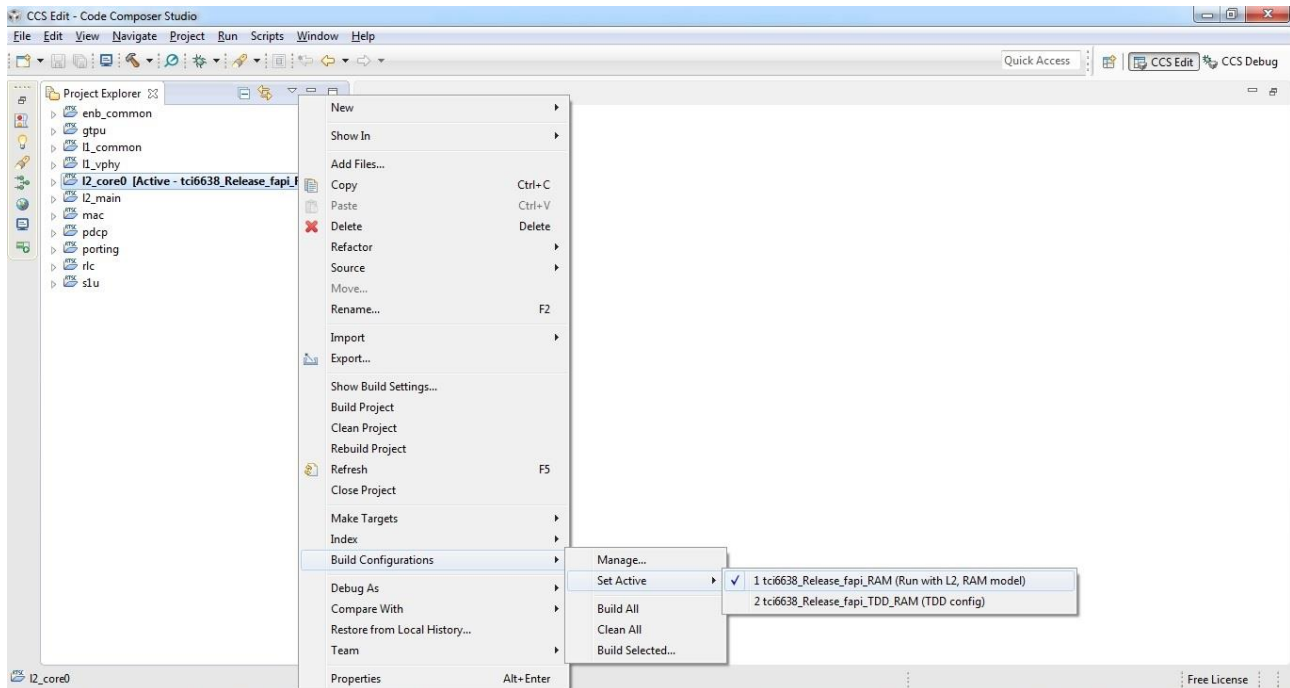 CCS Edit - Code Composer Studio
File Edit View Navigate Project Run Scripts Window Help
Quick Access CCS Edit CCS Debug
Project Explorer
enb_common
gtpu
l1_common
l1_vphy
l2_core0 [Active - tci6638_Release_fapi_
l2_main
mac
pdcp
porting
rlc
s1u
New
Show In
Add Files...
Copy Ctrl+C
Paste Ctrl+V
Delete Delete
Refactor
Source
Move...
Rename... F2
Import
Export...
Show Build Settings...
Build Project
Clean Project
Rebuild Project
Refresh F5
Close Project
Make Targets
Index
Build Configurations
Debug As
Compare With
Restore from Local History...
Team
Properties Alt+Enter
Manage...
Set Active
Build All
Clean All
Build Selected...
1 tci6638_Release_fapi_RAM (Run with L2, RAM model)
2 tci6638_Release_fapi_TDD_RAM (TDD config)
l2_core0
Free License